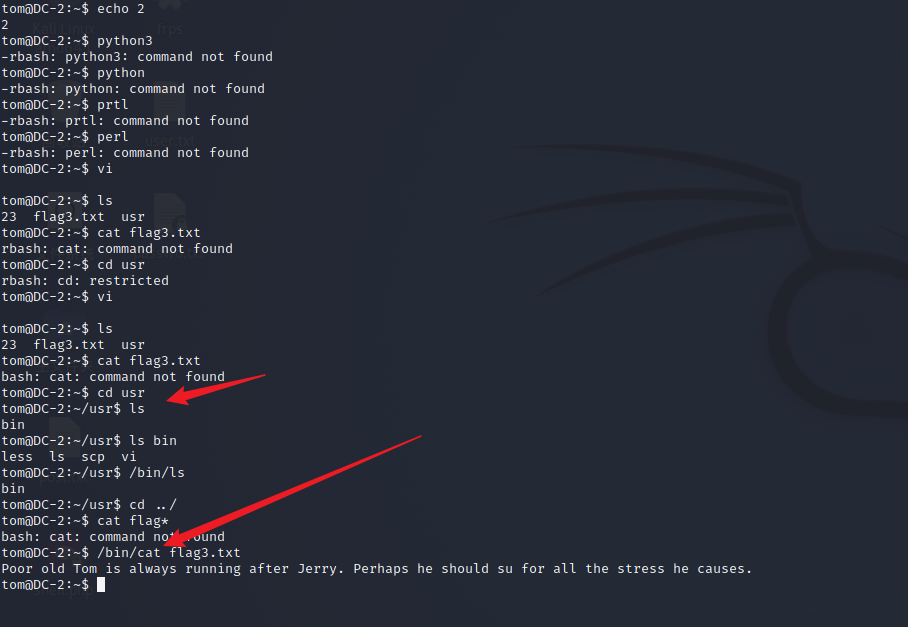 tom@DC-2:~$ echo 2
2
tom@DC-2:~$ python3
-rbash: python3: command not found
tom@DC-2:~$ python
-rbash: python: command not found
tom@DC-2:~$ prtl
-rbash: prtl: command not found
tom@DC-2:~$ perl
-rbash: perl: command not found
tom@DC-2:~$ vi

tom@DC-2:~$ ls
23  flag3.txt  usr
tom@DC-2:~$ cat flag3.txt
rbash: cat: command not found
tom@DC-2:~$ cd usr
rbash: cd: restricted
tom@DC-2:~$ vi

tom@DC-2:~$ ls
23  flag3.txt  usr
tom@DC-2:~$ cat flag3.txt
bash: cat: command not found
tom@DC-2:~$ cd usr
tom@DC-2:~/usr$ ls
bin
tom@DC-2:~/usr$ ls bin
less  ls  scp  vi
tom@DC-2:~/usr$ /bin/ls
bin
tom@DC-2:~/usr$ cd ../
tom@DC-2:~$ cat flag*
bash: cat: command not found
tom@DC-2:~$ /bin/cat flag3.txt
Poor old Tom is always running after Jerry. Perhaps he should su for all the stress he causes.
tom@DC-2:~$